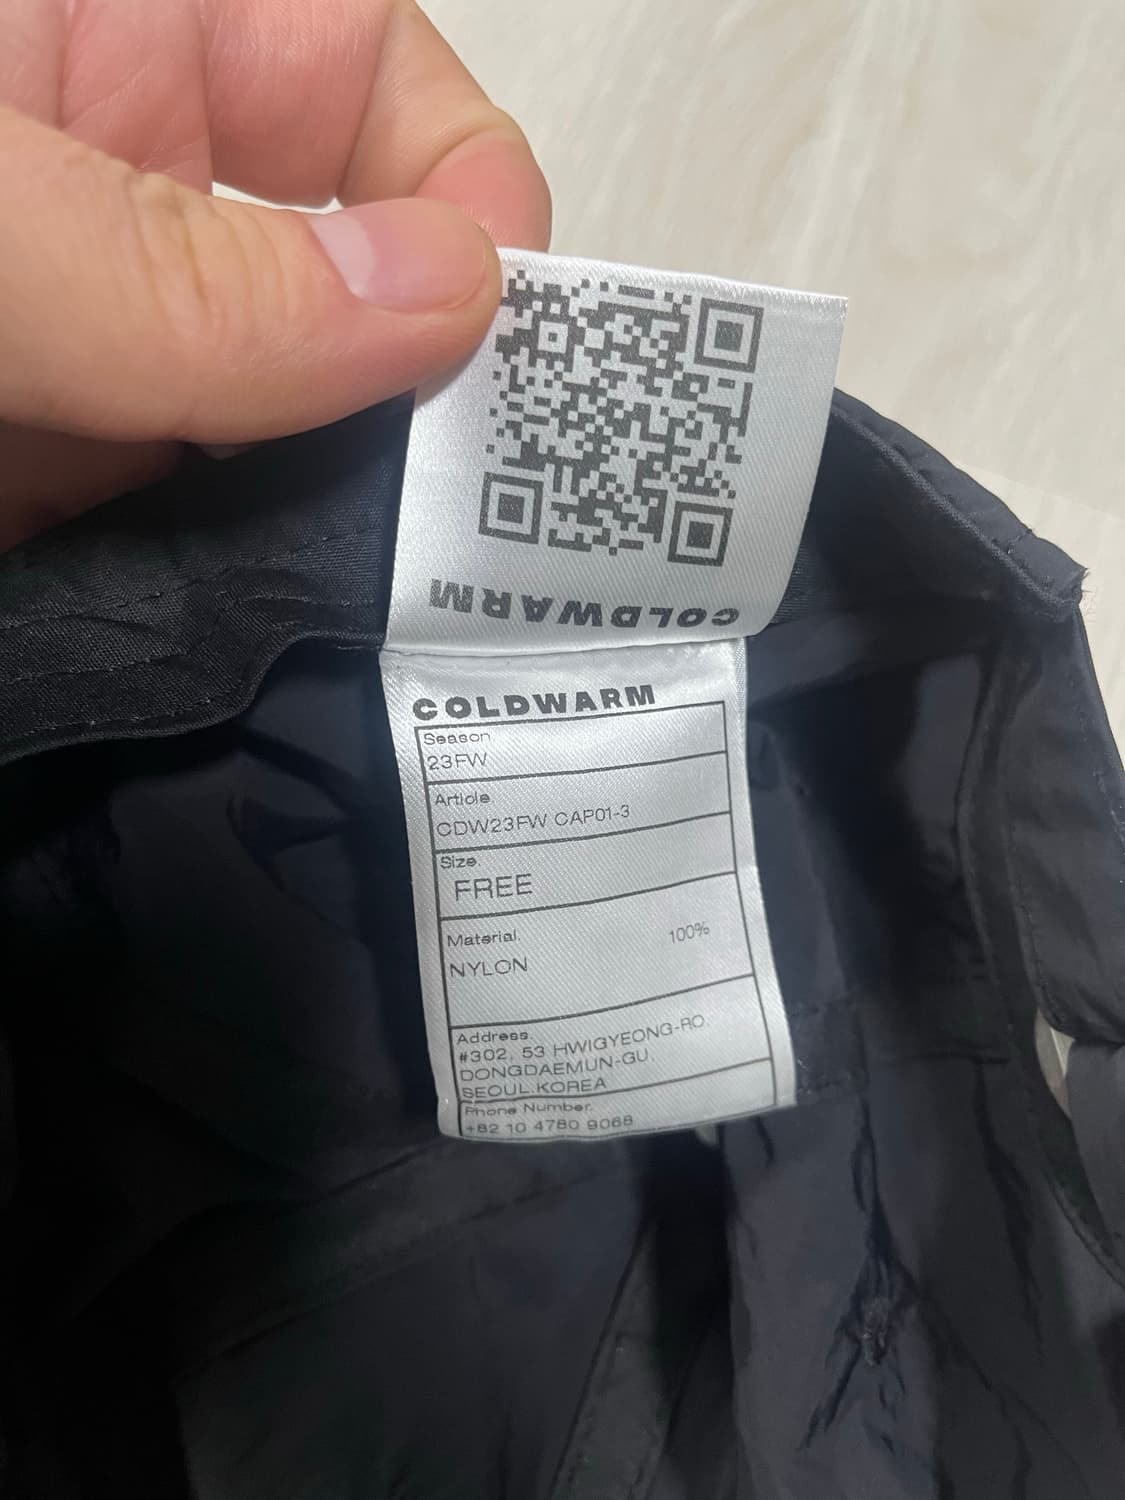 COLDWARM
COLDWARM
Season
23FW
Article.
CDW23FW CAP01-3
Size.
FREE
Material. 100%
NYLON
Address.
#302, 53 HWIGYEONG-RO.
DONGDAEMUN-GU.
SEOUL.KOREA
Phone Number.
+82 10 4780 9068